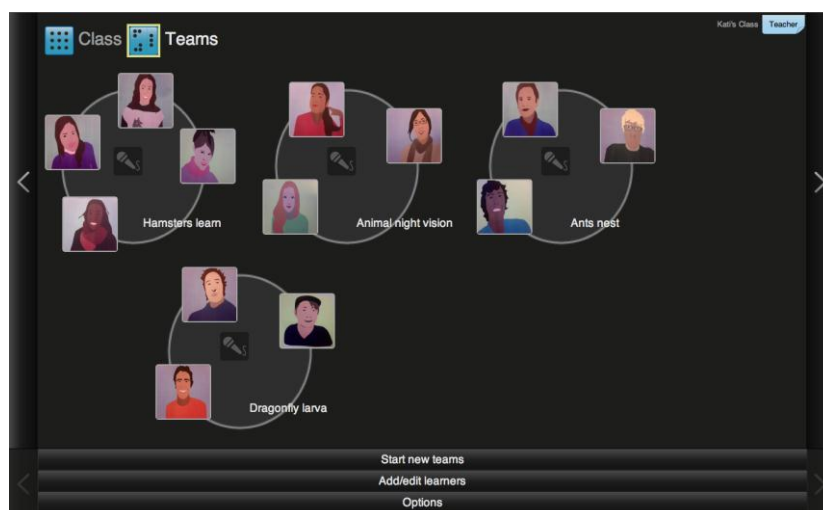 Class Teams
Kati's Class Teacher
Hamsters learn
Animal night vision
Ants nest
Dragonfly larva
Start new teams
Add/edit learners
Options